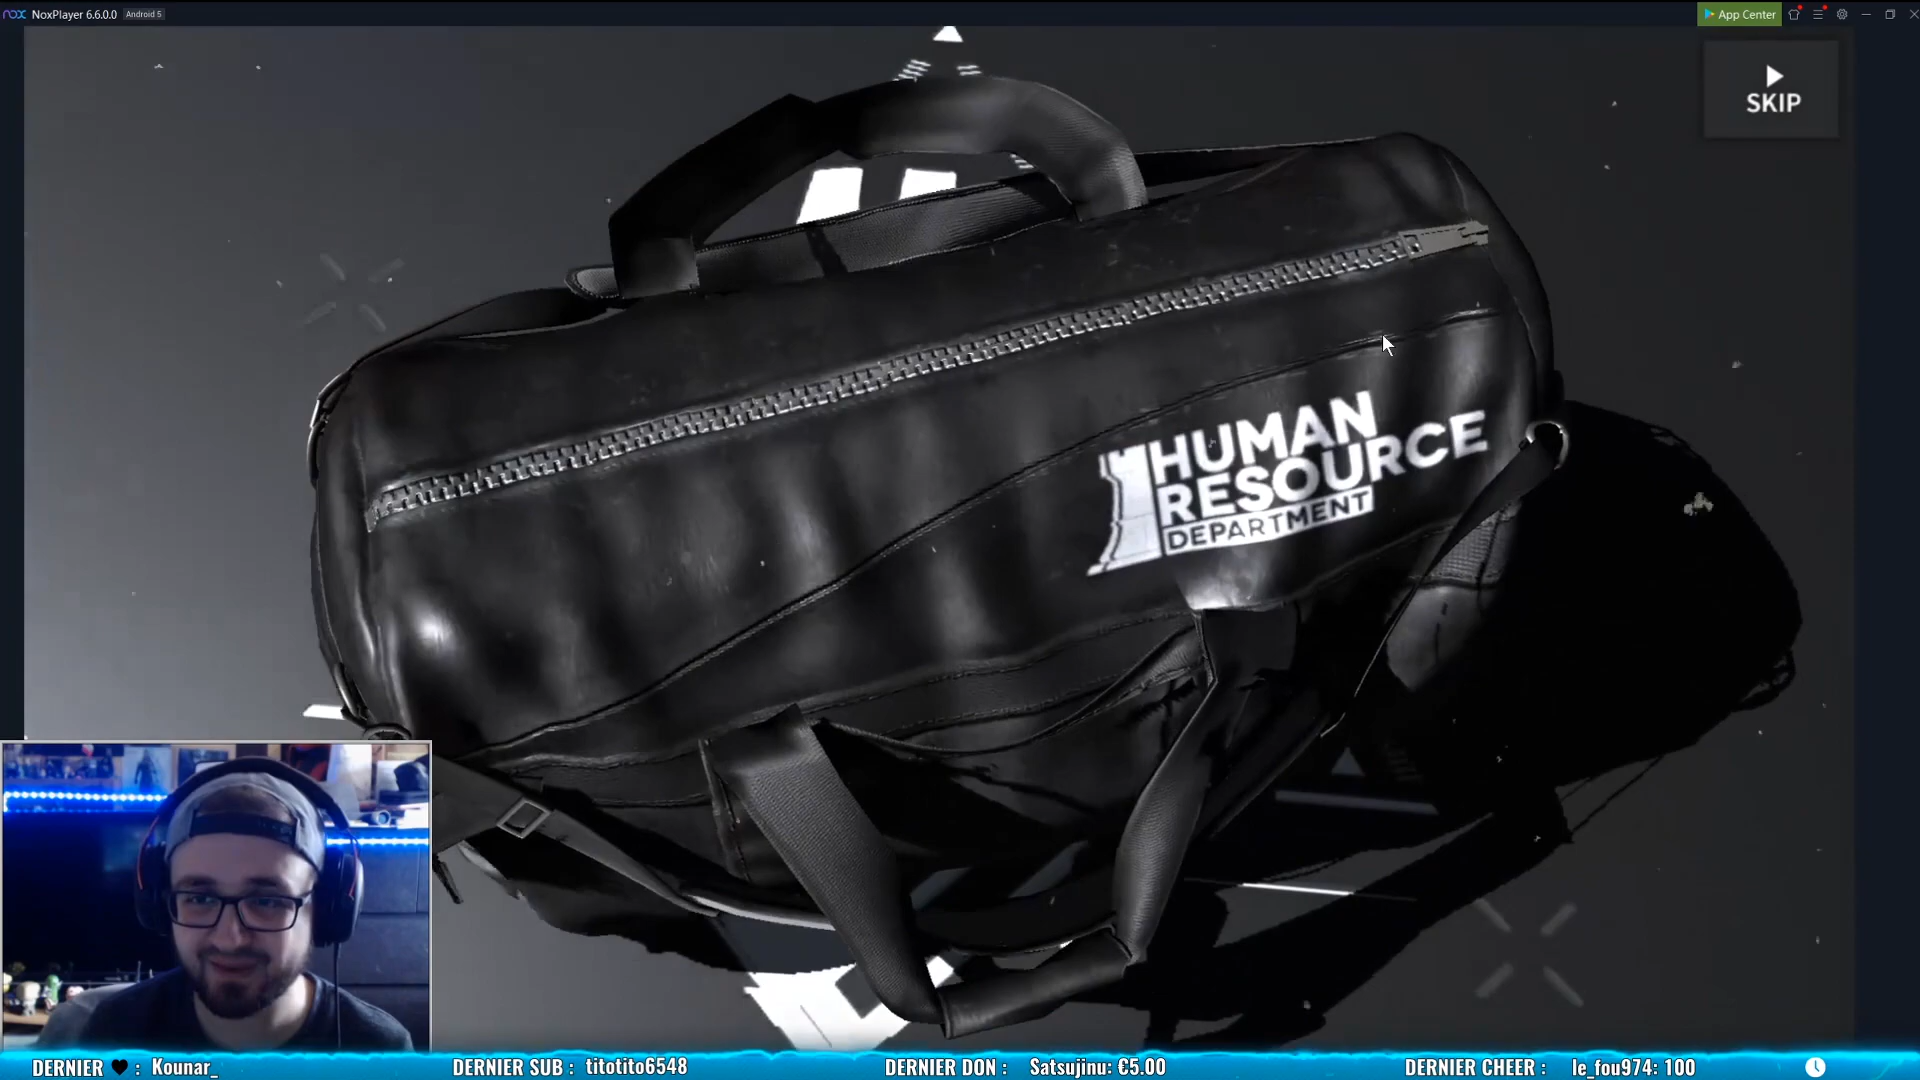 nox NoxPlayer 6.6.0.0 Android 5
App Center
SKIP
HUMAN
RESOURCE
DEPARTMENT
DERNIER : Kounar_
DERNIER SUB : titotito6548
DERNIER DON : Satsujinu: €5.00
DERNIER CHEER : le_fou974: 100